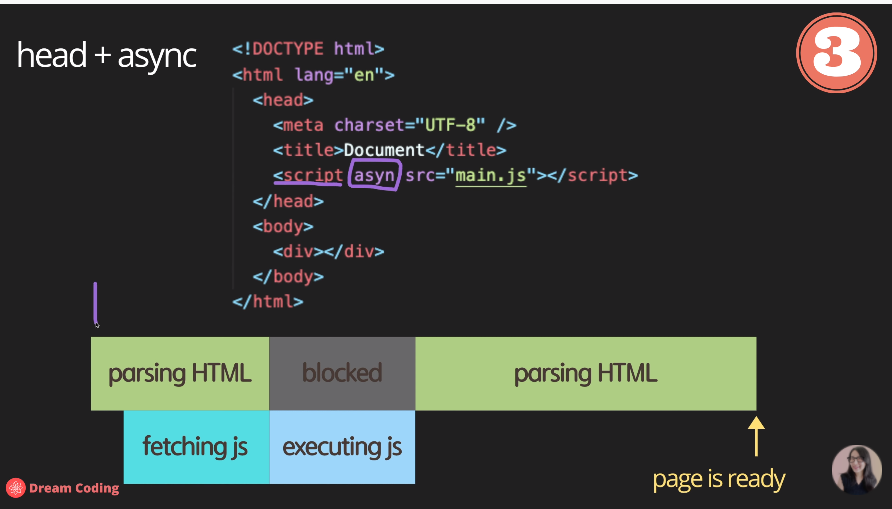 head + async
3
<!DOCTYPE html>
<html lang="en">
<head>
<meta charset="UTF-8" />
<title>Document</title>
<script asyn src="main.js"></script>
</head>
<body>
<div></div>
</body>
</html>
parsing HTML blocked parsing HTML
fetching js executing js
page is ready
Dream Coding